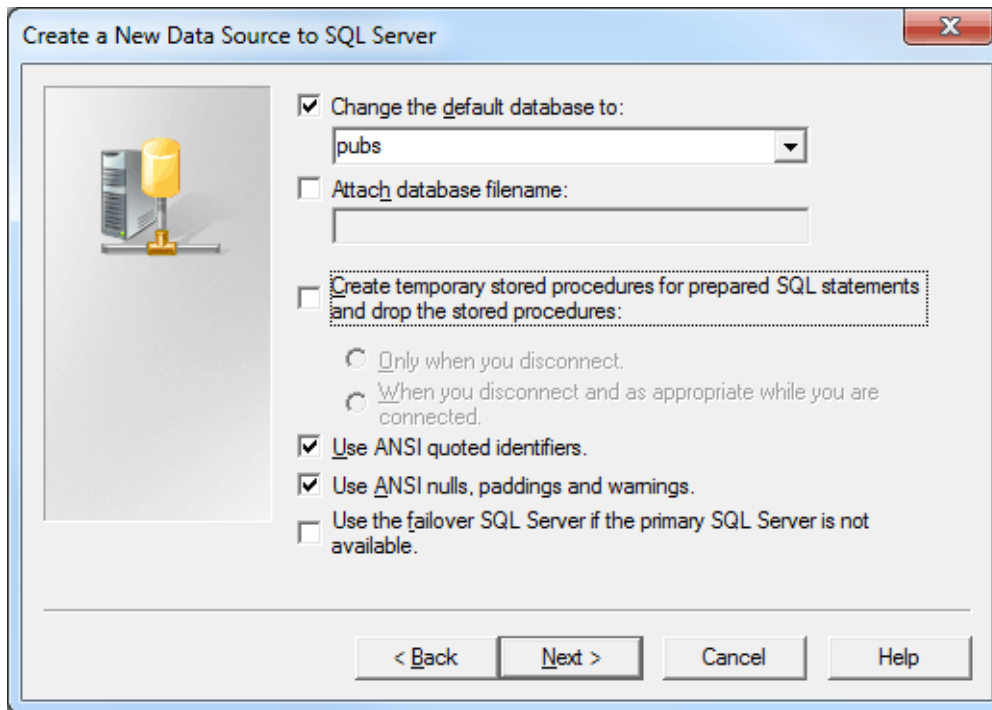 Create a New Data Source to SQL Server
Change the default database to:
pubs
Attach database filename:
Create temporary stored procedures for prepared SQL statements
and drop the stored procedures:
Only when you disconnect.
When you disconnect and as appropriate while you are
connected.
Use ANSI quoted identifiers.
Use ANSI nulls, paddings and warnings.
Use the failover SQL Server if the primary SQL Server is not
available.
< Back Next > Cancel Help